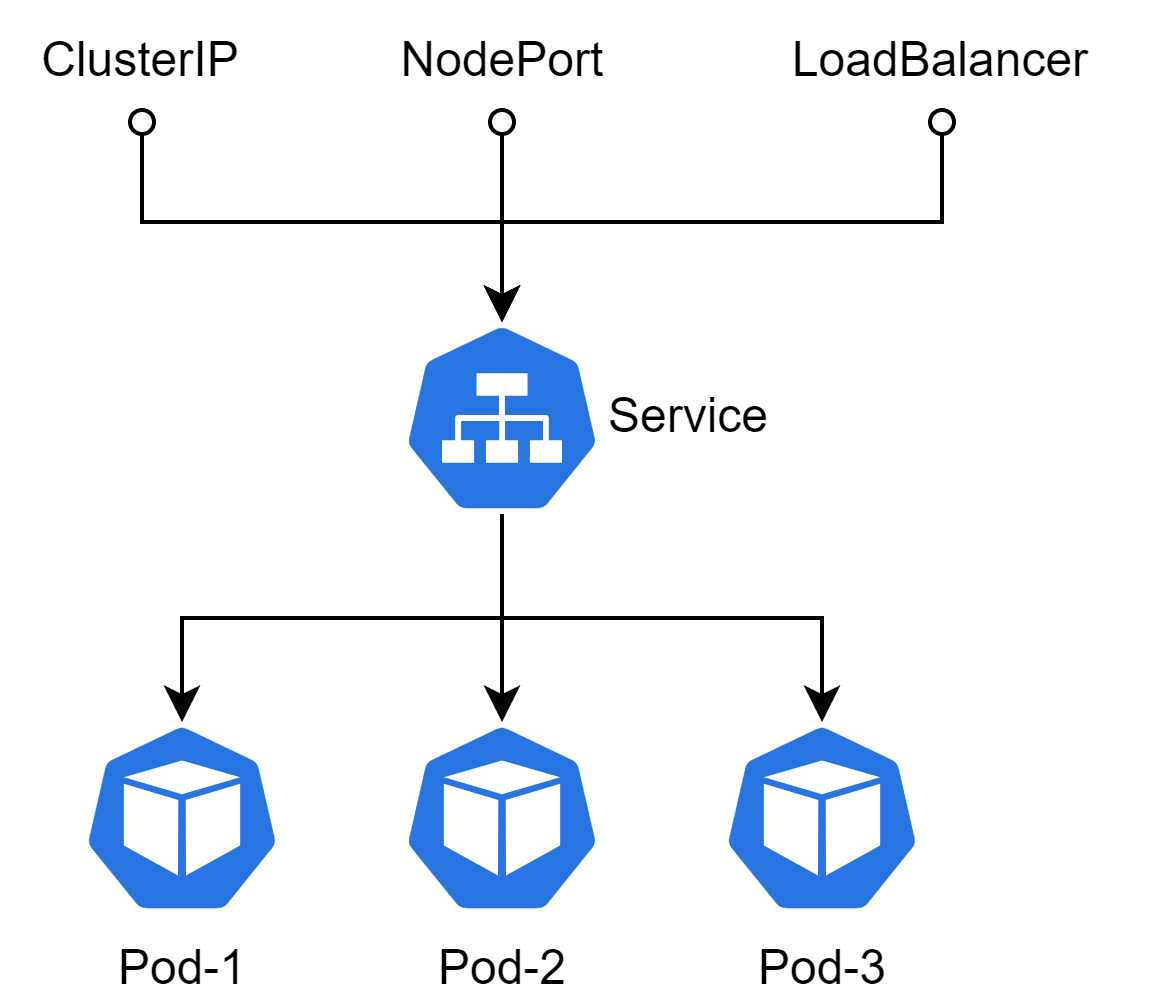 ClusterIP
NodePort
LoadBalancer
Service
Pod-1
Pod-2
Pod-3